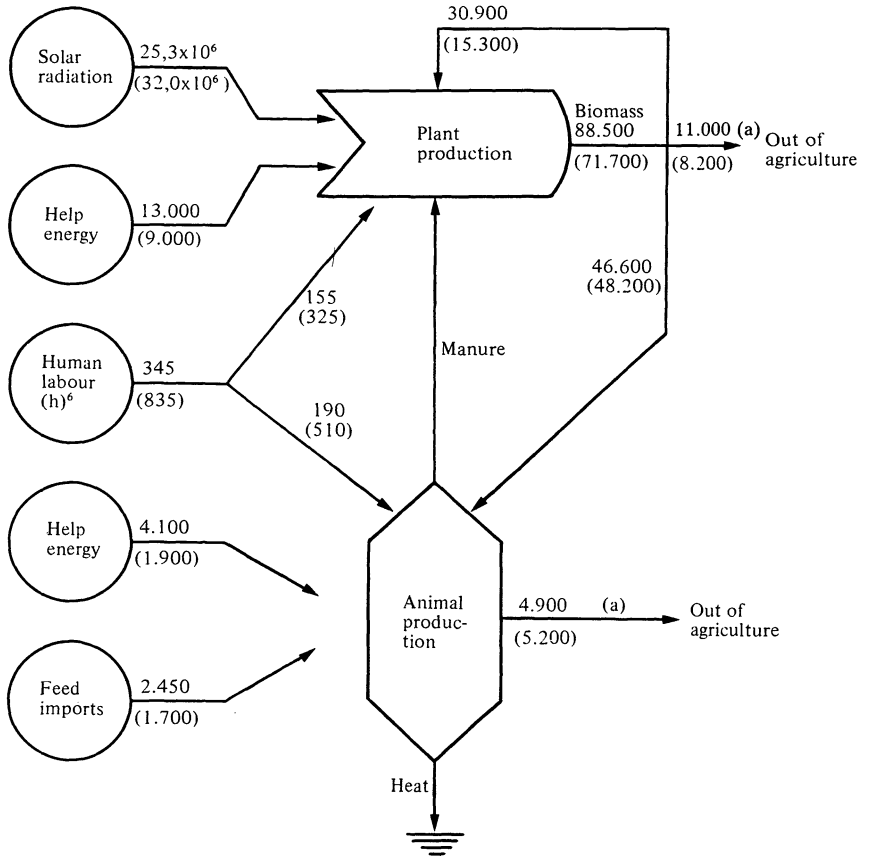 30.900
(15.300)
Solar
radiation
25,3x10⁶
(32,0x10⁶)
Plant
production
Biomass
88.500
(71.700)
11.000 (a)
(8.200)
Out of
agriculture
Help
energy
13.000
(9.000)
46.600
(48.200)
155
(325)
Manure
Human
labour
(h)⁶
345
(835)
190
(510)
Help
energy
4.100
(1.900)
Animal
produc-
tion
4.900 (a)
(5.200)
Out of
agriculture
Feed
imports
2.450
(1.700)
Heat